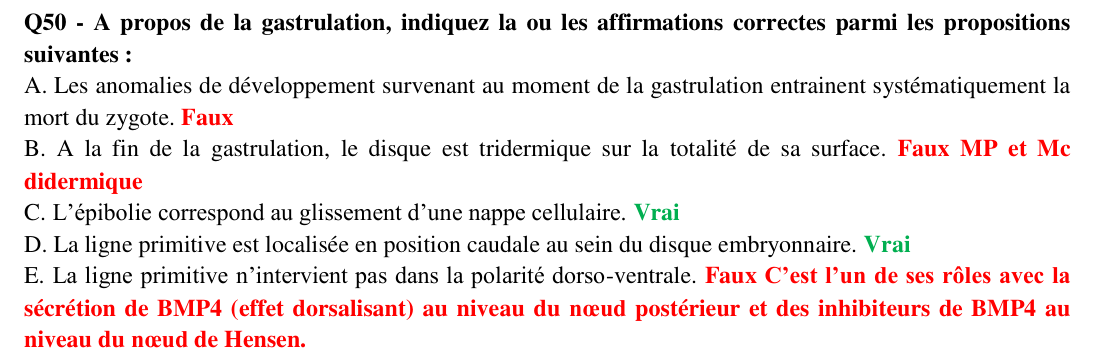 Q50 - A propos de la gastrulation, indiquez la ou les affirmations correctes parmi les propositions
suivantes :
A. Les anomalies de développement survenant au moment de la gastrulation entrainent systématiquement la
mort du zygote. Faux
B. A la fin de la gastrulation, le disque est tridermique sur la totalité de sa surface. Faux MP et Mc
didermique
C. L’épibolie correspond au glissement d’une nappe cellulaire. Vrai
D. La ligne primitive est localisée en position caudale au sein du disque embryonnaire. Vrai
E. La ligne primitive n’intervient pas dans la polarité dorso-ventrale. Faux C’est l’un de ses rôles avec la
sécrétion de BMP4 (effet dorsalisant) au niveau du nœud postérieur et des inhibiteurs de BMP4 au
niveau du nœud de Hensen.